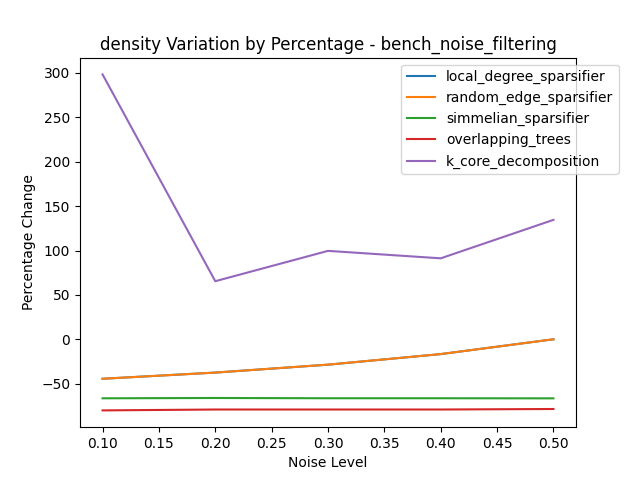 density Variation by Percentage - bench_noise_filtering
local_degree_sparsifier
random_edge_sparsifier
simmelian_sparsifier
overlapping_trees
k_core_decomposition
Percentage Change
300
250
200
150
100
50
0
−50
0.10 0.15 0.20 0.25 0.30 0.35 0.40 0.45 0.50
Noise Level